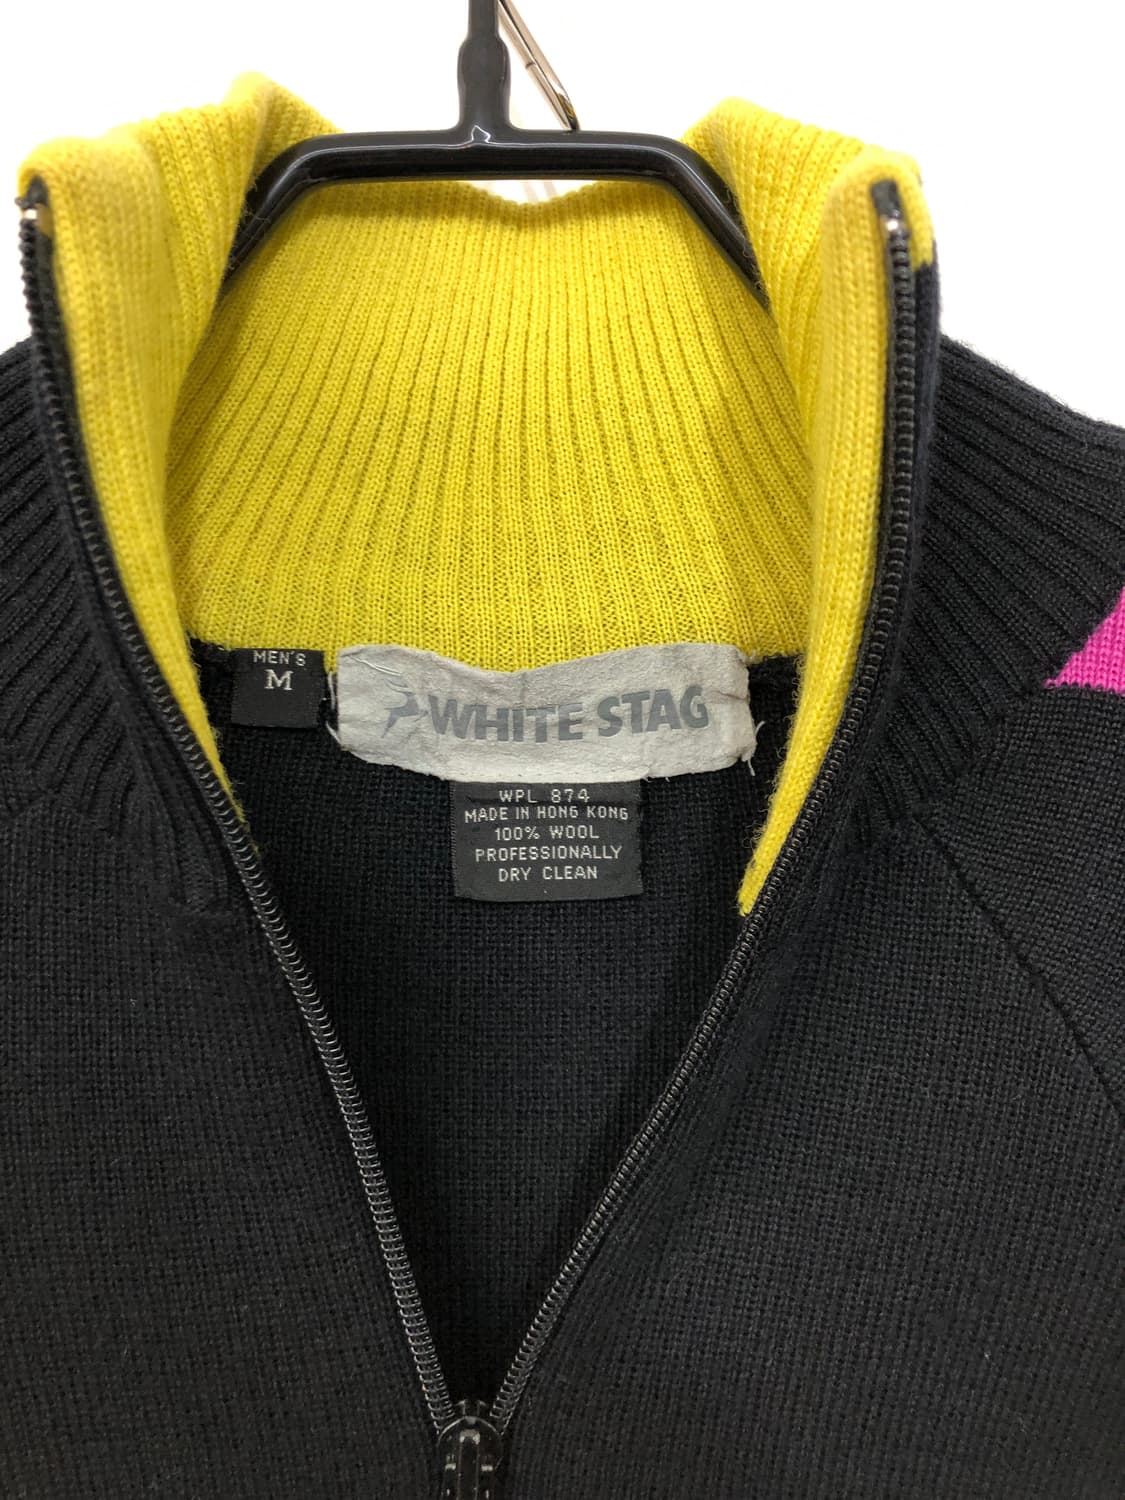 MEN'S
M
WHITE STAG
WPL 874
MADE IN HONG KONG
100% WOOL
PROFESSIONALLY
DRY CLEAN